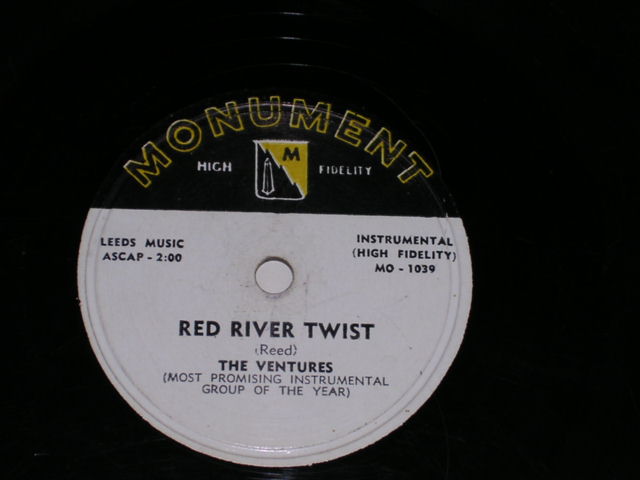 MONUMENT
HIGH M FIDELITY
LEEDS MUSIC
ASCAP - 2:00
INSTRUMENTAL
(HIGH FIDELITY)
MO - 1039
RED RIVER TWIST
(Reed)
THE VENTURES
(MOST PROMISING INSTRUMENTAL
GROUP OF THE YEAR)